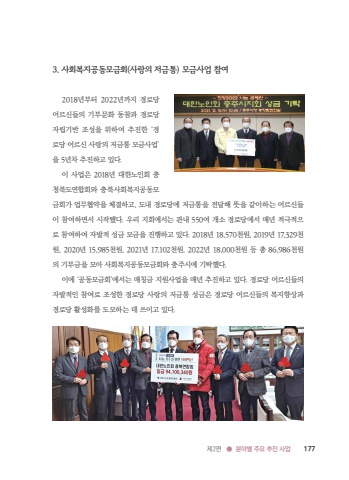 3. 사회복지공동모금회(사랑의 저금통) 모금사업 참여
2018년부터 2022년까지 경로당
어르신들의 기부문화 동참과 경로당
자립기반 조성을 위하여 추진한 '경
로당 어르신 사랑의 저금통 모금사업'
을 5년차 추진하고 있다.
대한노인회 충주시지회 성금 기탁
이 사업은 2018년 대한노인회 충
청북도연합회와 충북사회복지공동모
금회가 업무협약을 체결하고, 도내 경로당에 저금통을 전달해 뜻을 같이하는 어르신들
이 참여하면서 시작했다. 우리 지회에서는 관내 550여 개소 경로당에서 매년 적극적으
로 참여하여 자발적 성금 모금을 진행하고 있다. 2018년 18,570천원, 2019년 17,329천
원, 2020년 15,985천원, 2021년 17,102천원, 2022년 18,000천원 등 총 86,986천원
의 기부금을 모아 사회복지공동모금회와 충주시에 기탁했다.
이에 '공동모금회'에서는 매칭금 지원사업을 매년 추진하고 있다. 경로당 어르신들의
자발적인 참여로 조성한 경로당 사랑의 저금통 성금은 경로당 어르신들의 복지향상과
경로당 활성화를 도모하는 데 쓰이고 있다.
대한노인회 충북연합회
일금 94,100,340원
제2편 ● 분야별 주요 추진 사업 177